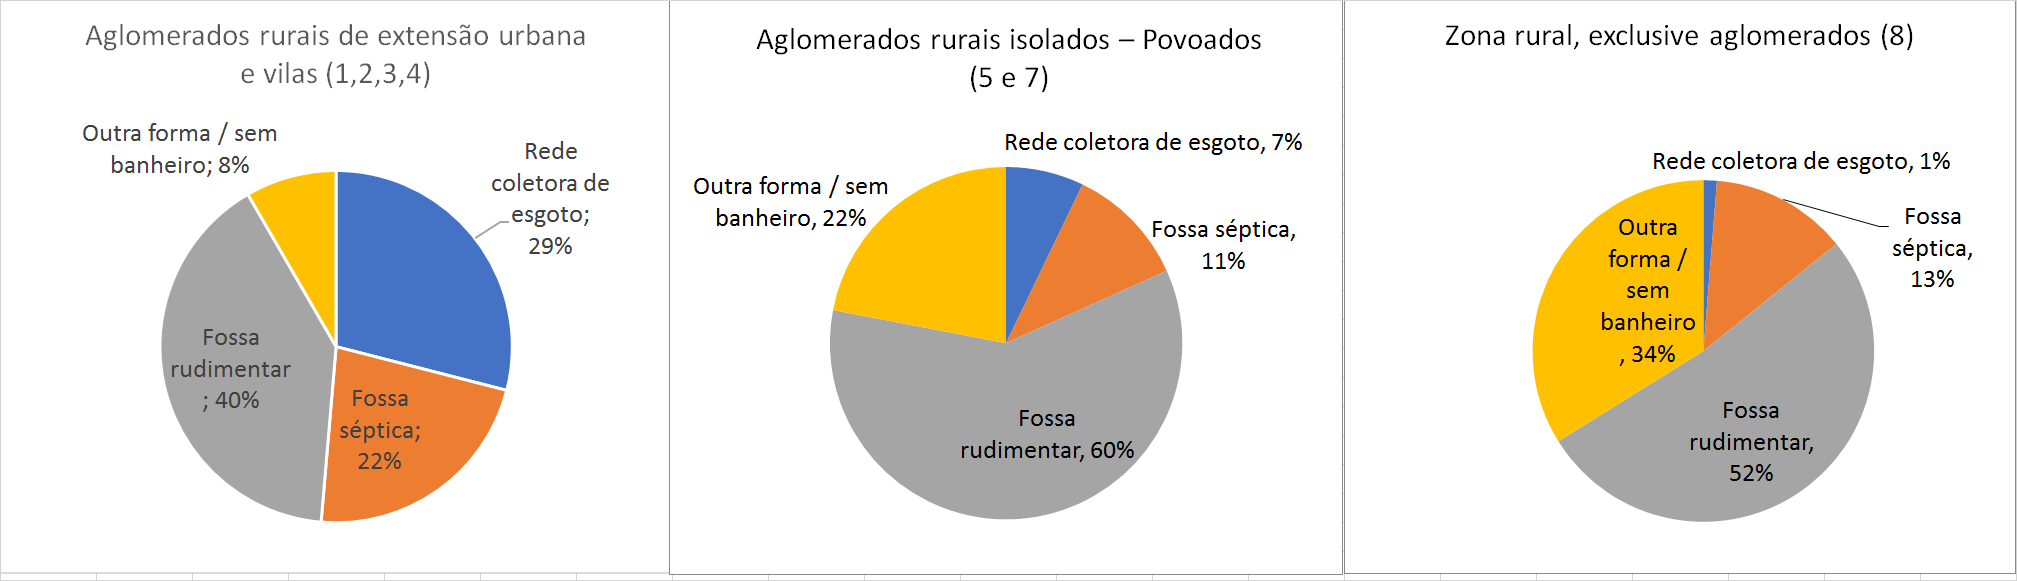 Aglomerados rurais de extensão urbana
e vilas (1,2,3,4)
Outra forma / sem
banheiro; 8%
Rede
coletora de
esgoto;
29%
Fossa
rudimentar
; 40%
Fossa
séptica;
22%
Aglomerados rurais isolados – Povoados
(5 e 7)
Rede coletora de esgoto, 7%
Outra forma / sem
banheiro, 22%
Fossa séptica,
11%
Fossa
rudimentar, 60%
Zona rural, exclusive aglomerados (8)
Rede coletora de esgoto, 1%
Outra
forma /
sem
banheiro
, 34%
Fossa
séptica,
13%
Fossa
rudimentar,
52%